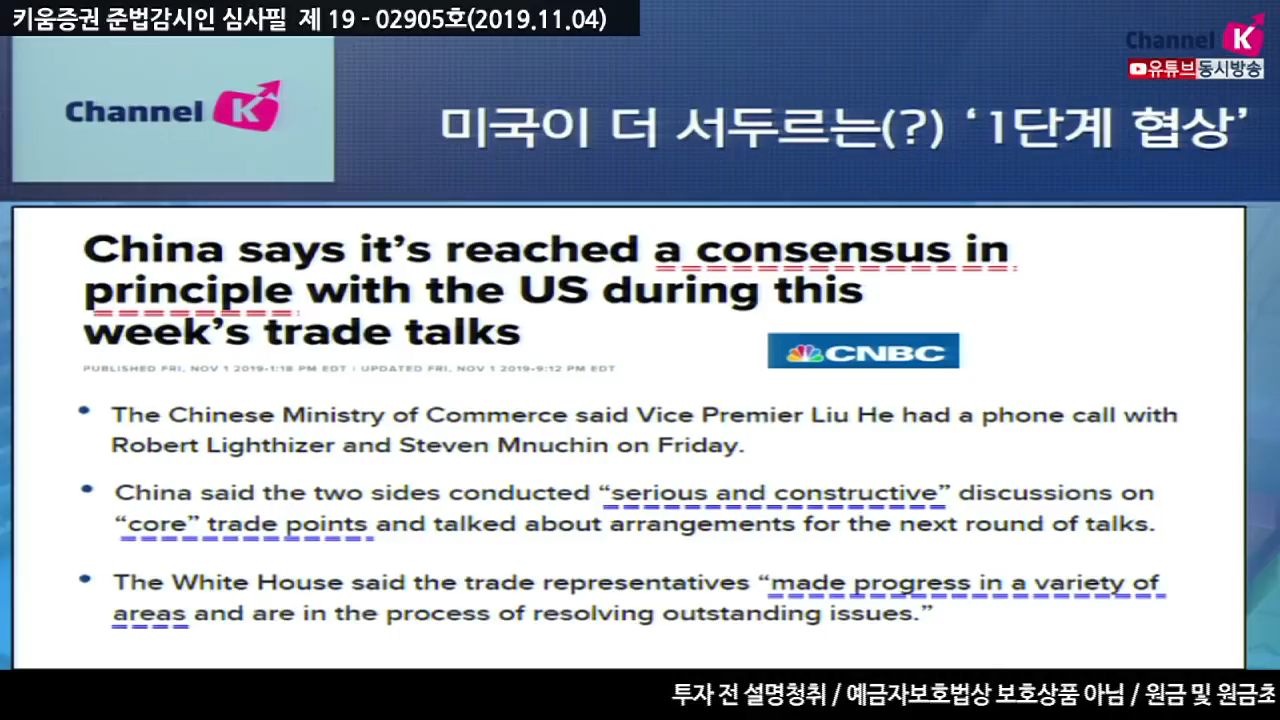 키움증권 준법감시인 심사필 제 19 - 02905호(2019.11.04)
Channel K
유튜브 동시방송
Channel K
미국이 더 서두르는(?) ‘1단계 협상’
China says it’s reached a consensus in
principle with the US during this
week’s trade talks
CNBC
PUBLISHED FRI, NOV 1 2019-1:18 PM EDT | UPDATED FRI, NOV 1 2019-9:12 PM EDT
• The Chinese Ministry of Commerce said Vice Premier Liu He had a phone call with
Robert Lighthizer and Steven Mnuchin on Friday.
• China said the two sides conducted “serious and constructive” discussions on
“core” trade points and talked about arrangements for the next round of talks.
• The White House said the trade representatives “made progress in a variety of
areas and are in the process of resolving outstanding issues.”
투자 전 설명청취 / 예금자보호법상 보호상품 아님 / 원금 및 원금초